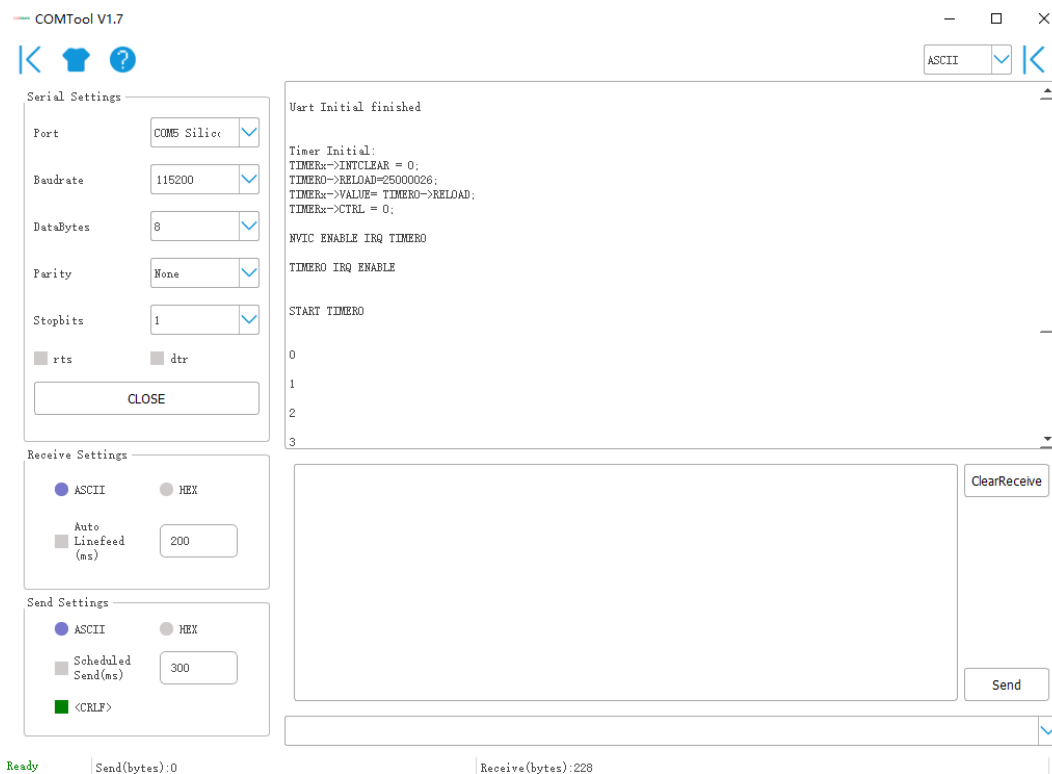 COMTool V1.7
ASCII
Serial Settings
Port
COM5 Silic
Baudrate
115200
DataBytes
8
Parity
None
Stopbits
1
rts
dtr
CLOSE
Receive Settings
ASCII
HEX
Auto
Linefeed
(ms)
200
Send Settings
ASCII
HEX
Scheduled
Send(ms)
300
<CRLF>
Uart Initial finished
Timer Initial:
TIMERx->INTCLEAR = 0;
TIMER0->RELOAD=25000026;
TIMERx->VALUE= TIMER0->RELOAD;
TIMERx->CTRL = 0;
NVIC ENABLE IRQ TIMER0
TIMER0 IRQ ENABLE
START TIMER0
0
1
2
3
ClearReceive
Send
Ready
Send(bytes):0
Receive(bytes):228